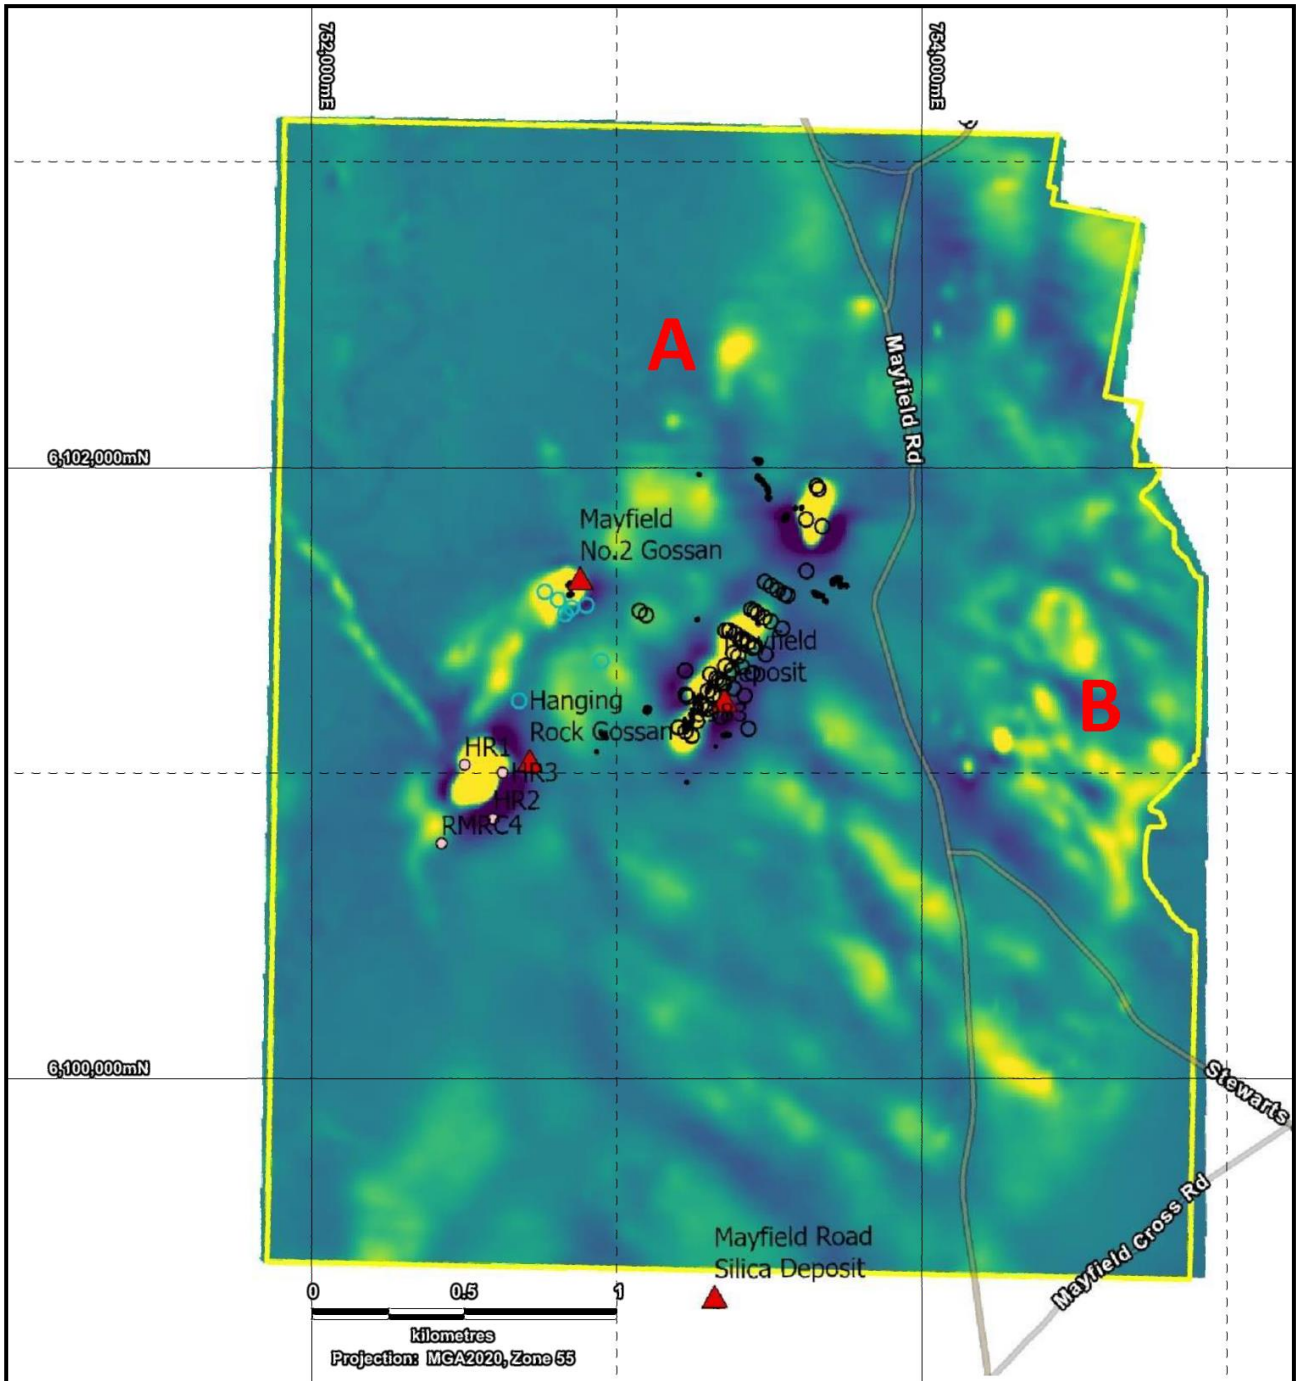 752,000mE
754,000mE
A
Mayfield Rd
6,102,000mN
Mayfield
No.2 Gossan
Mayfield
Deposit
B
Hanging
Rock Gossan
HR1
HR3
HR2
RMRC4
6,100,000mN
Stewarts
Mayfield Cross Rd
Mayfield Road
Silica Deposit
0 0.5 1
kilometres
Projection: MGA2020, Zone 55